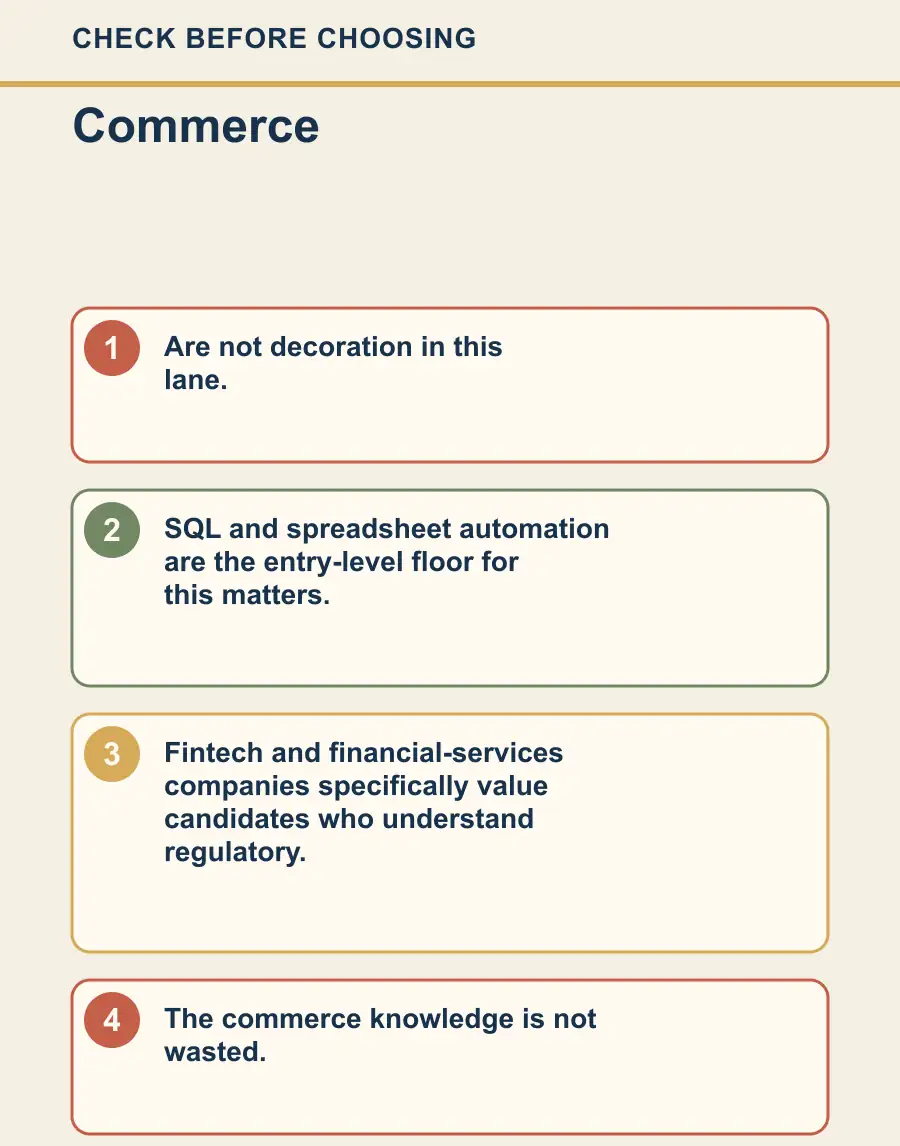 CHECK BEFORE CHOOSING
Commerce
1
Are not decoration in this
lane.
2
SQL and spreadsheet automation
are the entry-level floor for
this matters.
3
Fintech and financial-services
companies specifically value
candidates who understand
regulatory.
4
The commerce knowledge is not
wasted.